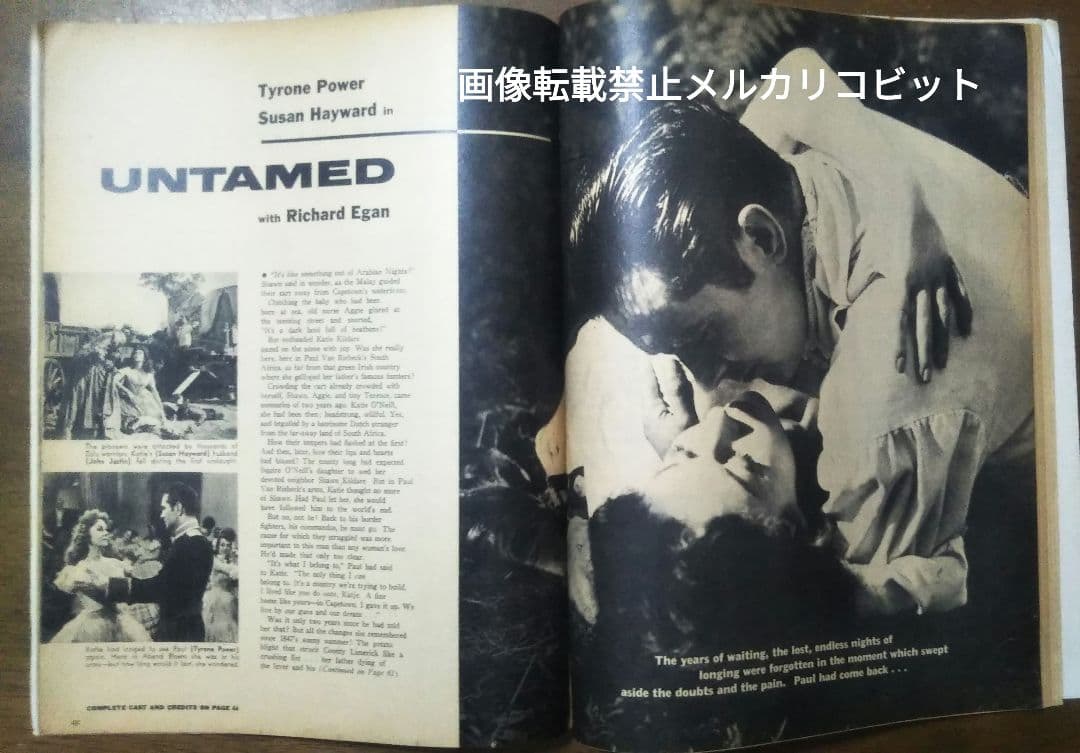 画像転載禁止メルカリコビット
Tyrone Power
Susan Hayward in
UNTAMED
with Richard Egan
● "It's like something out of Arabian Nights!"
Shawn said in wonder, as the Malay guided
their cart away from Capetown's waterfront.
Clutching the baby who had been
born at sea, old nurse Aggie glared at
the teeming street and snorted,
"It's a dark land full of heathens!"
But redheaded Katie Kildare
gazed on the scene with joy. Was she really
here, here in Paul Van Riebeck's South
Africa, so far from that green Irish country
where she galloped her father's famous hunters?
Crowding the cart already crowded with
herself, Shawn, Aggie, and tiny Terence, came
memories of two years ago. Katie O'Neill,
she had been then; headstrong, willful. Yes,
and beguiled by a handsome Dutch stranger
from the far-away land of South Africa.
How their tempers had flashed at the first!
And then, later, how their lips and hearts
had blazed! The county long had expected
Squire O'Neill's daughter to wed her
devoted neighbor Shawn Kildare. But in Paul
Van Riebeck's arms, Katie thought no more
of Shawn. Had Paul let her, she would
have followed him to the world's end.
But no, not he! Back to his border
fighters, his commandos, he must go. The
cause for which they struggled was more
important to this man than any woman's love.
He'd made that only too clear.
"It's what I belong to," Paul had said
to Katie. "The only thing I can
belong to. It's a country we're trying to build.
I lived like you do once, Katje. A fine
home like yours—in Capetown. I gave it up. We
live by our guns and our dream
Was it only two years since he had told
her that? But all the changes she remembered
since 1847's sunny summer! The potato
blight that struck County Limerick like a
crushing fist her father dying of
the fever and his (Continued on Page 61)
The pioneers were attacked by thousands of
Zulu warriors. Katie's (Susan Hayward) husband
(John Justin) fell during the first onslaught.
Katie had longed to see Paul (Tyrone Power)
again. Here in Abend Bloem she was in his
arms—but how long would it last, she wondered.
COMPLETE CAST AND CREDITS ON PAGE 64
48
The years of waiting, the lost, endless nights of
longing were forgotten in the moment which swept
aside the doubts and the pain. Paul had come back . . .